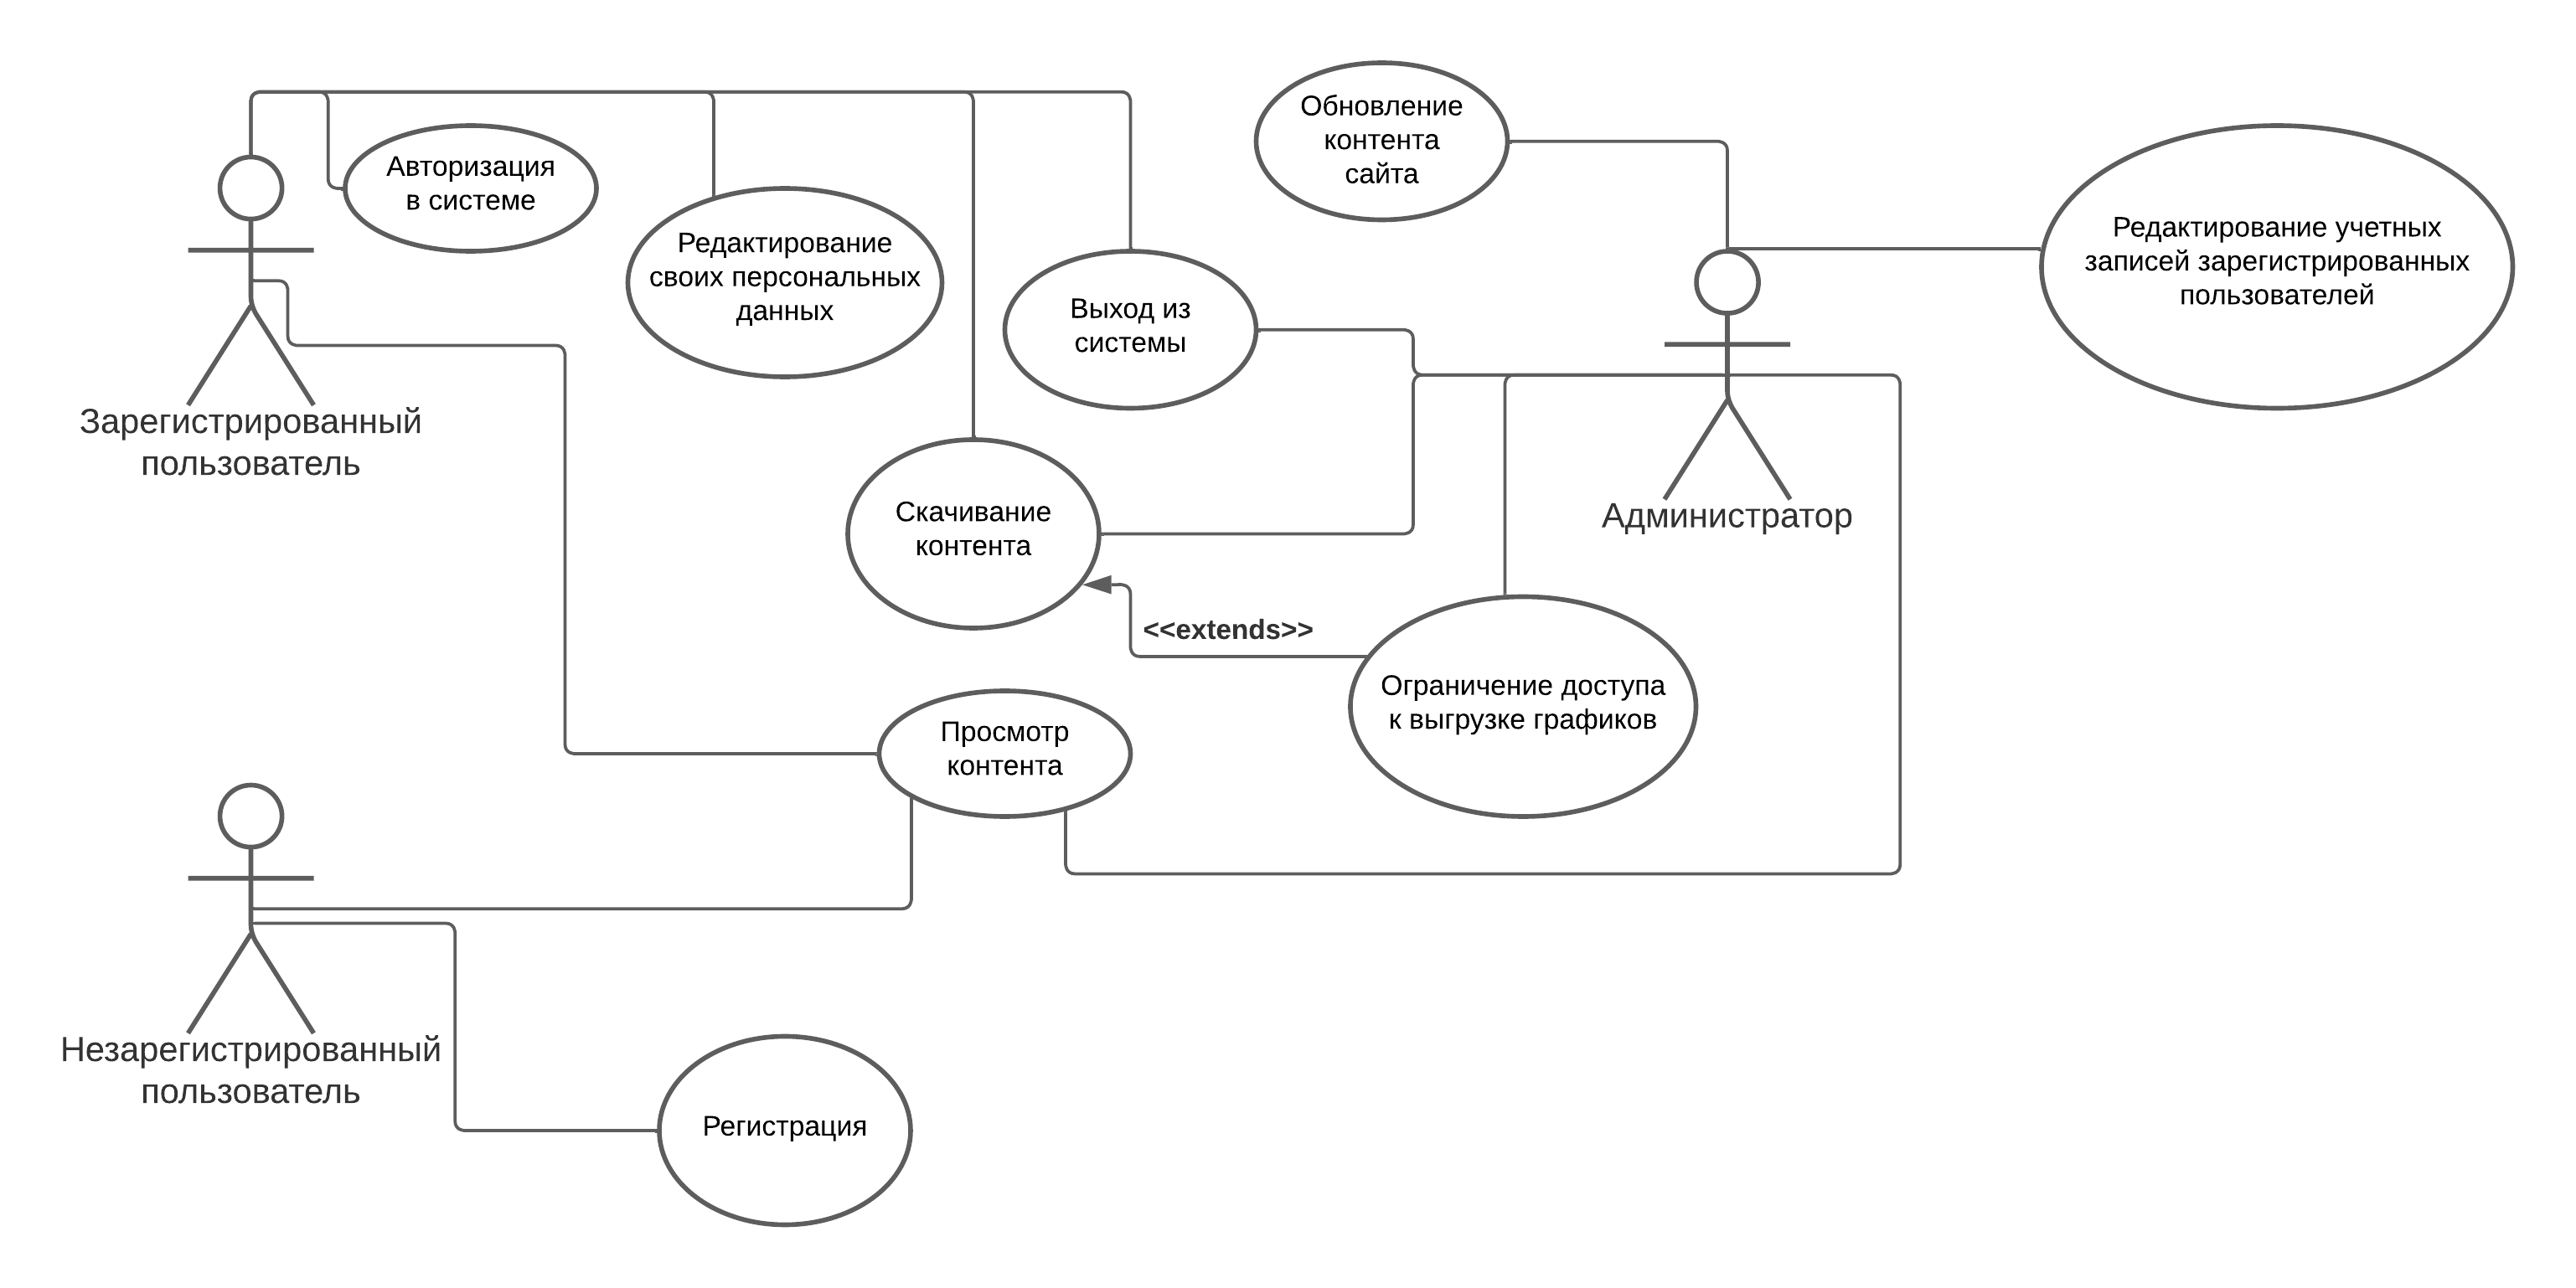 Обновление
контента
сайта
Авторизация
в системе
Редактирование
своих персональных
данных
Редактирование учетных
записей зарегистрированных
пользователей
Выход из
системы
Зарегистрированный
пользователь
Скачивание
контента
Администратор
<<extends>>
Ограничение доступа
к выгрузке графиков
Просмотр
контента
Незарегистрированный
пользователь
Регистрация